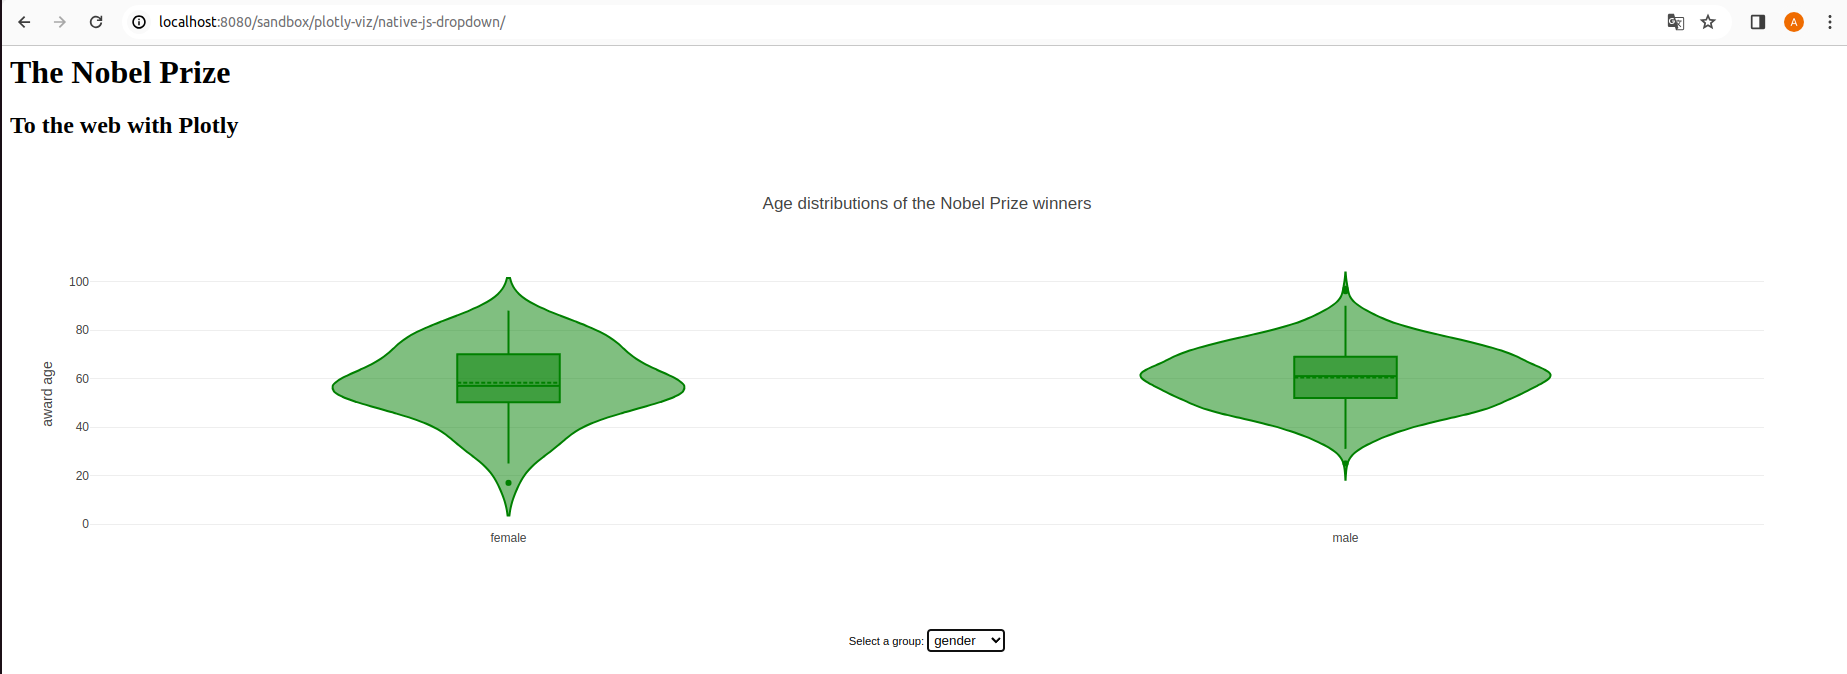 localhost:8080/sandbox/plotly-viz/native-js-dropdown/
A
The Nobel Prize
To the web with Plotly
Age distributions of the Nobel Prize winners
100
80
60
40
20
0
award age
female male
Select a group: gender